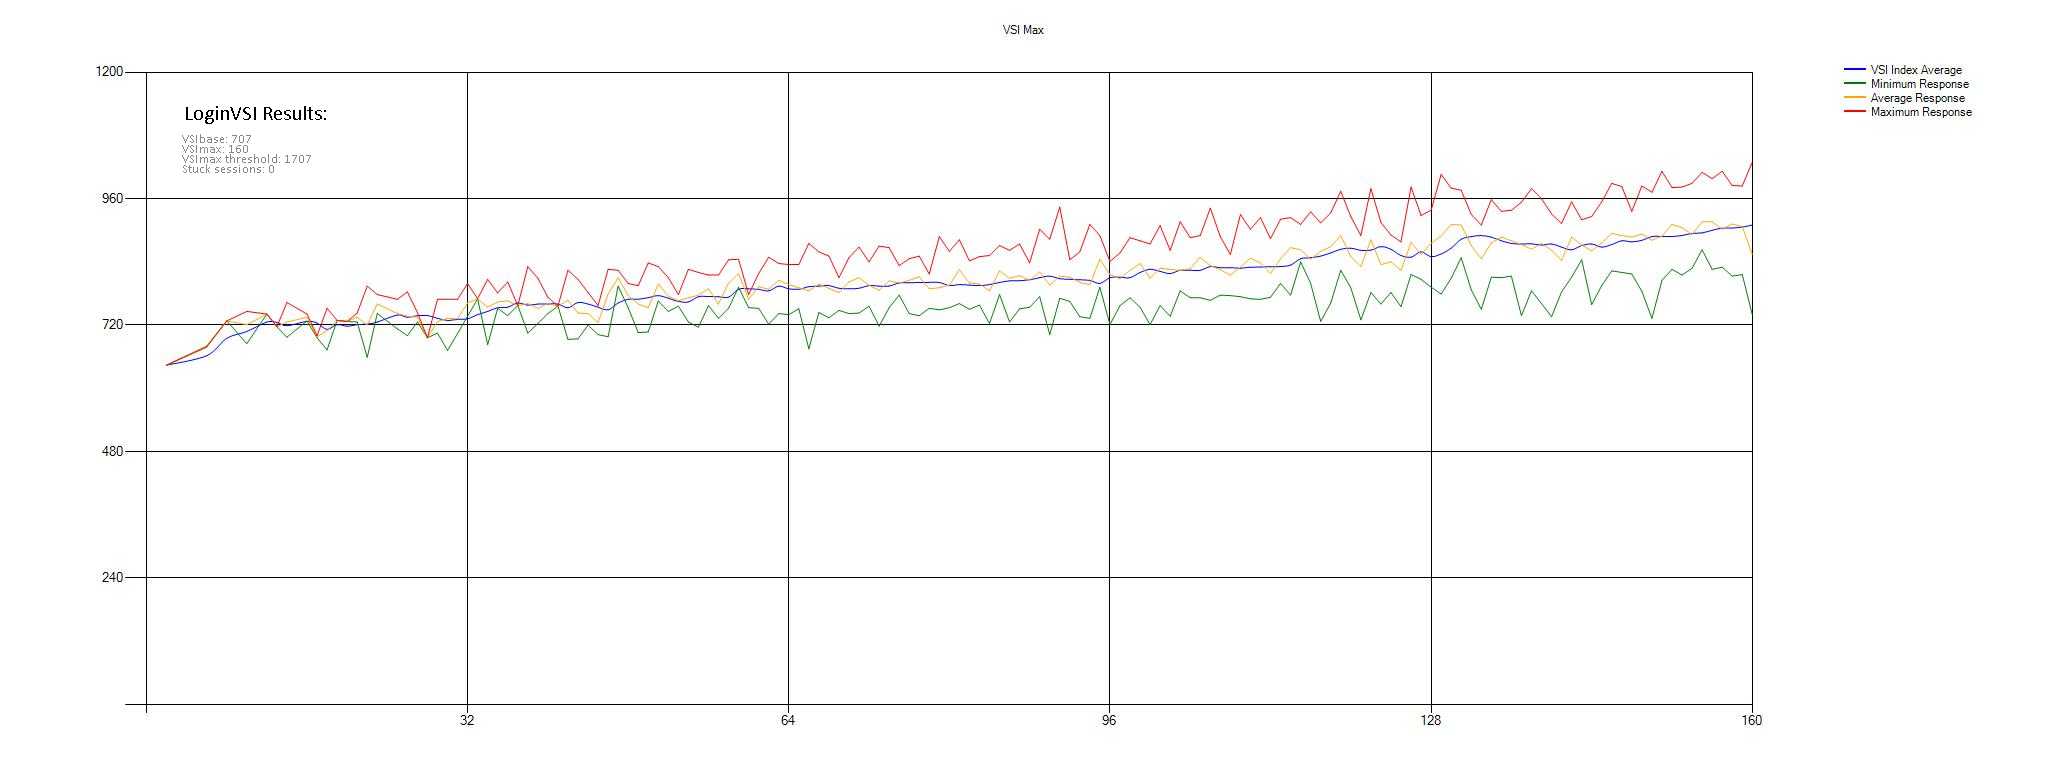 VSI Max
1200
960
720
480
240
32
64
96
128
160
LoginVSI Results:
VSIbase: 707
VSImax: 160
VSImax threshold: 1707
Stuck sessions: 0
VSI Index Average
Minimum Response
Average Response
Maximum Response